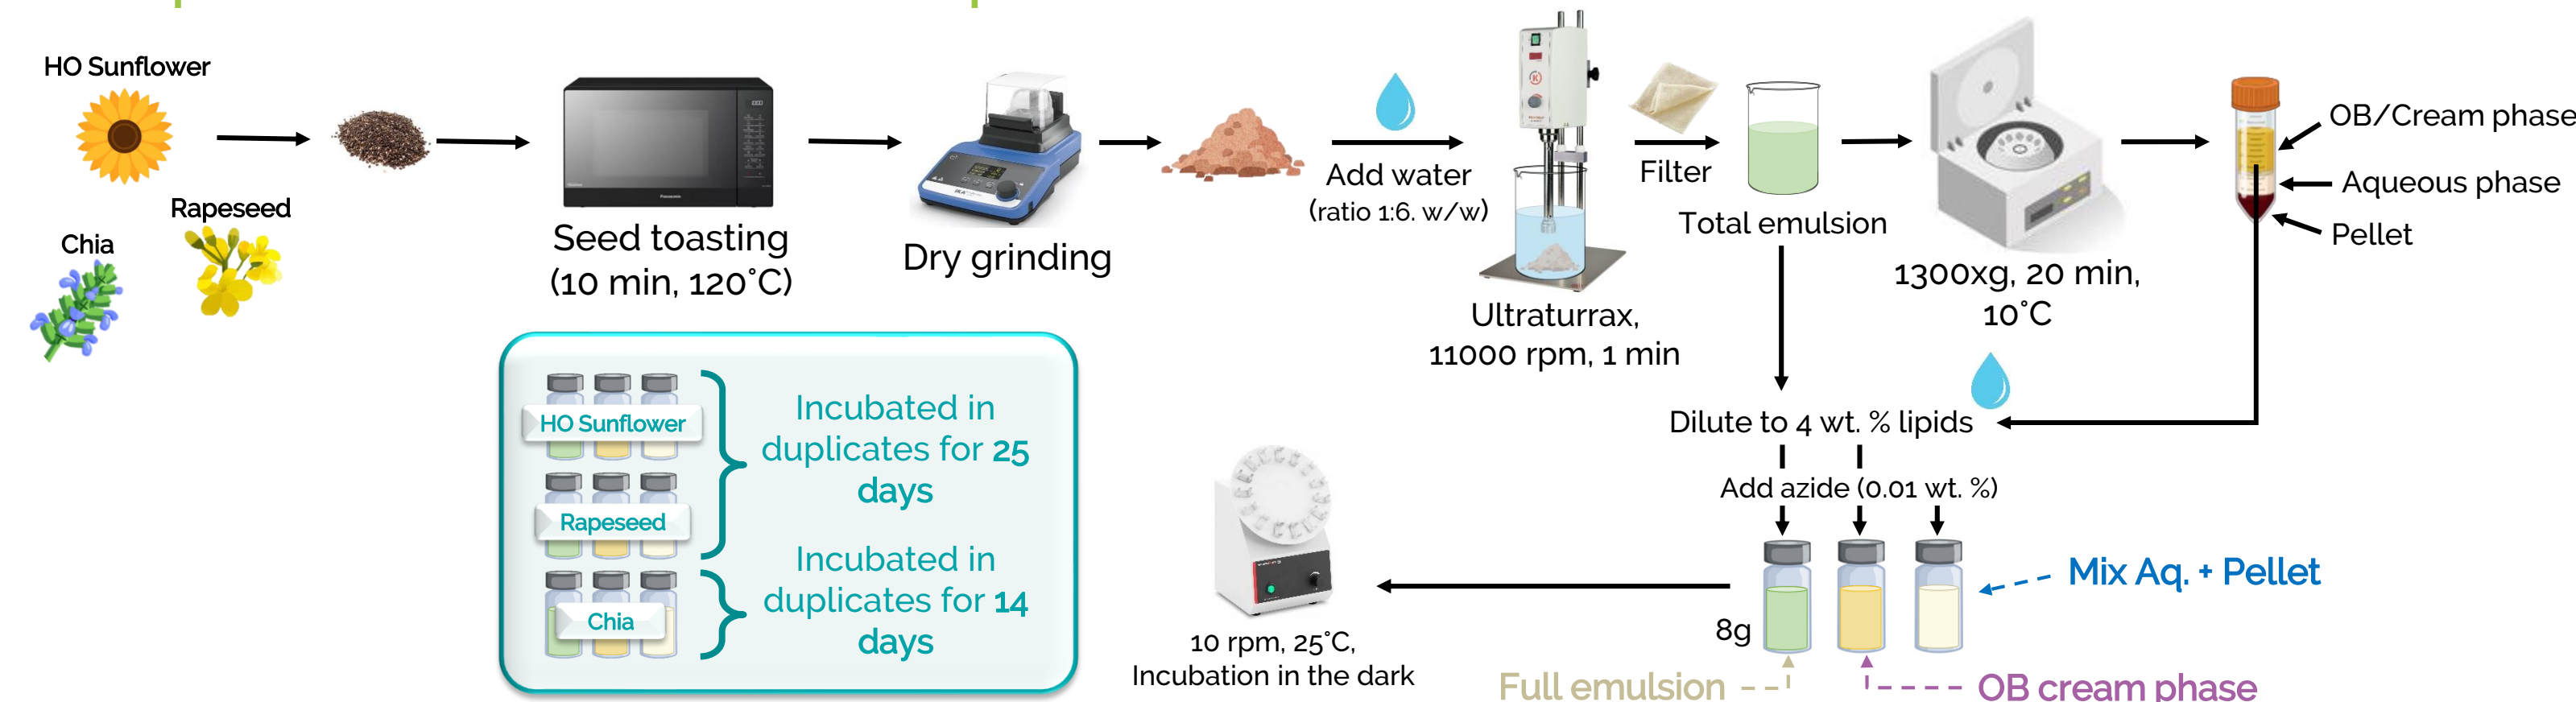 HO Sunflower
Rapeseed
Chia
Seed toasting
(10 min, 120°C)
Dry grinding
Add water
(ratio 1:6. w/w)
Ultraturrax,
11000 rpm, 1 min
Filter
Total emulsion
1300xg, 20 min,
10°C
OB/Cream phase
Aqueous phase
Pellet
Dilute to 4 wt. % lipids
Add azide (0.01 wt. %)
8g
Mix Aq. + Pellet
Full emulsion
OB cream phase
10 rpm, 25°C,
Incubation in the dark
HO Sunflower
Rapeseed
Incubated in
duplicates for 25
days
Chia
Incubated in
duplicates for 14
days
Panasonic
IKA